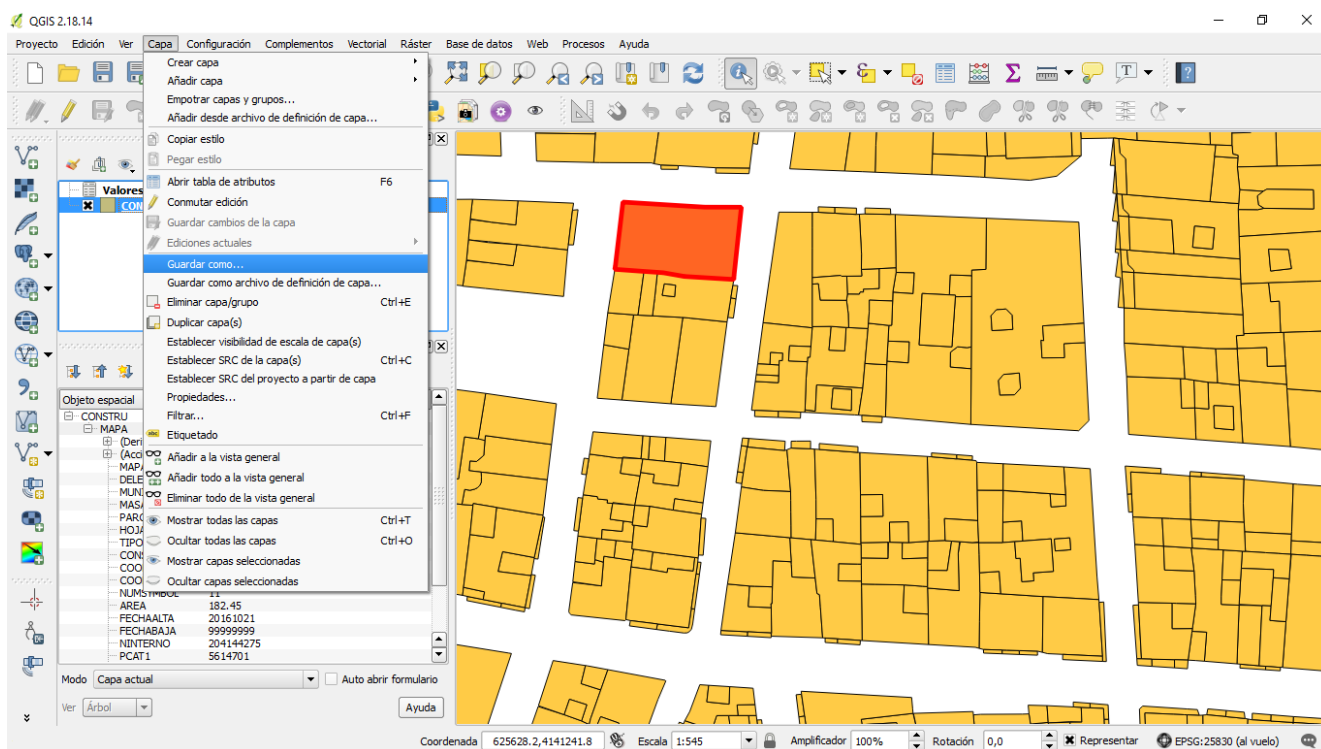 QGIS 2.18.14
Proyecto Edición Ver Capa Configuración Complementos Vectorial Ráster Base de datos Web Procesos Ayuda
Crear capa
Añadir capa
Empotrar capas y grupos...
Añadir desde archivo de definición de capa...
Copiar estilo
Pegar estilo
Abrir tabla de atributos F6
Conmutar edición
Guardar cambios de la capa
Ediciones actuales
Guardar como...
Guardar como archivo de definición de capa...
Eliminar capa/grupo Ctrl+E
Duplicar capa(s)
Establecer visibilidad de escala de capa(s)
Establecer SRC de la capa(s) Ctrl+C
Establecer SRC del proyecto a partir de capa
Propiedades...
Filtrar... Ctrl+F
abc Etiquetado
Añadir a la vista general
Añadir todo a la vista general
Eliminar todo de la vista general
Mostrar todas las capas Ctrl+T
Ocultar todas las capas Ctrl+O
Mostrar capas seleccionadas
Ocultar capas seleccionadas
Valores
CON
Objeto espacial
CONSTRU
MAPA
(Deri
(Acci
MAPA
DELE
MUNI
MASA
PARC
HOJA
TIPO
CONS
COO
COO
NUMSYMBOL 11
AREA 182.45
FECHAALTA 20161021
FECHABAJA 99999999
NINTERNO 204144275
PCAT1 5614701
Modo Capa actual Auto abrir formulario
Ver Árbol Ayuda
Coordenada 625628.2,4141241.8 Escala 1:545 Amplificador 100% Rotación 0,0 Representar EPSG:25830 (al vuelo)